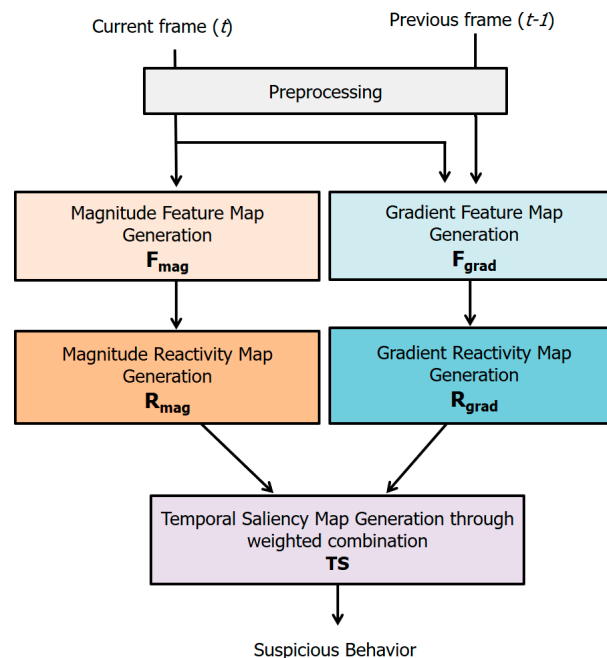 Current frame (t)
Previous frame (t-1)
Preprocessing
Magnitude Feature Map
Generation
Fmag
Gradient Feature Map
Generation
Fgrad
Magnitude Reactivity Map
Generation
Rmag
Gradient Reactivity Map
Generation
Rgrad
Temporal Saliency Map Generation through
weighted combination
TS
Suspicious Behavior